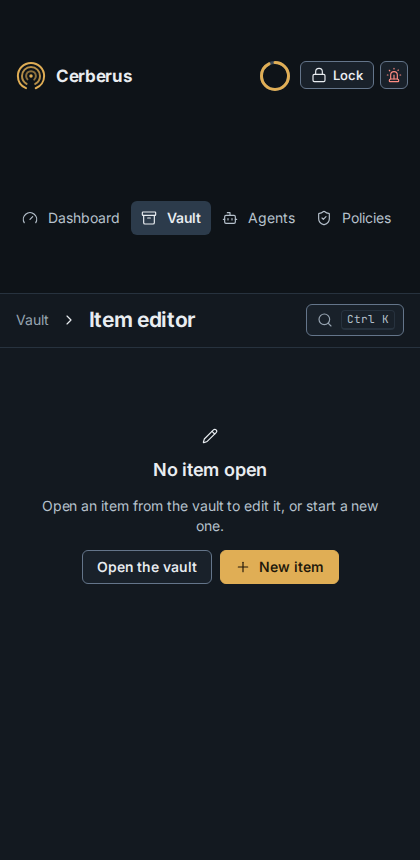 Cerberus
Lock
Dashboard
Vault
Agents
Policies
Vault
Item editor
Ctrl K
No item open
Open an item from the vault to edit it, or start a new
one.
Open the vault
New item